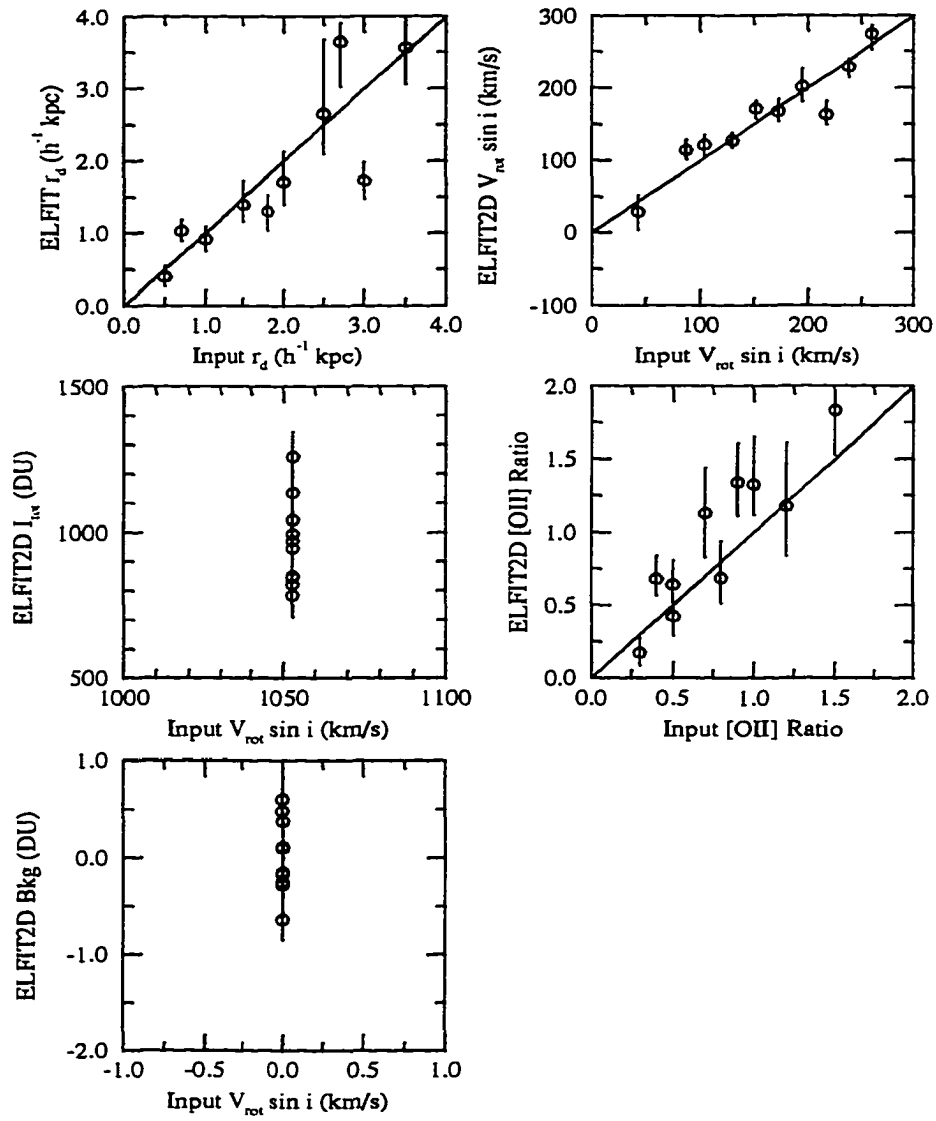 4.0
3.0
2.0
1.0
0.0
0.0 1.0 2.0 3.0 4.0
ELFIT r_d (h^-1 kpc)
Input r_d (h^-1 kpc)
300
200
100
0
-100
0 100 200 300
ELFIT2D V_rot sin i (km/s)
Input V_rot sin i (km/s)
1500
1000
500
1000 1050 1100
ELFIT2D I_tot (DU)
Input V_rot sin i (km/s)
2.0
1.5
1.0
0.5
0.0
0.0 0.5 1.0 1.5 2.0
ELFIT2D [OII] Ratio
Input [OII] Ratio
1.0
0.0
-1.0
-2.0
-1.0 -0.5 0.0 0.5 1.0
ELFIT2D Bkg (DU)
Input V_rot sin i (km/s)